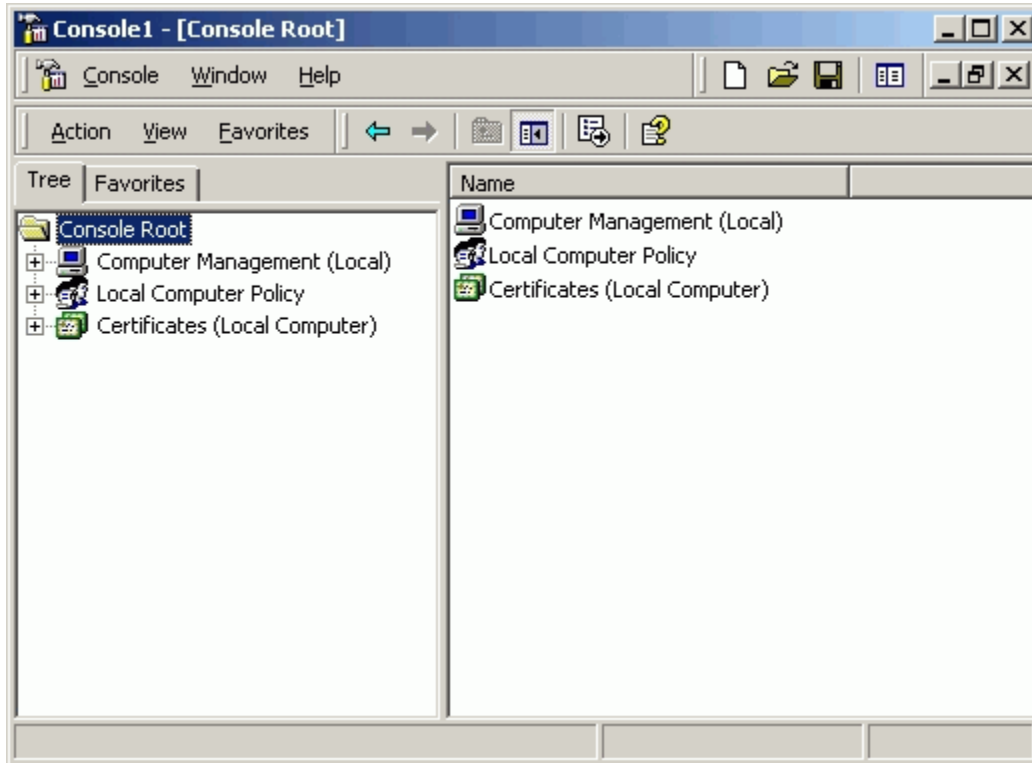 Console1 - [Console Root]
Console Window Help
Action View Favorites
Tree Favorites
Console Root
Computer Management (Local)
Local Computer Policy
Certificates (Local Computer)
Name
Computer Management (Local)
Local Computer Policy
Certificates (Local Computer)